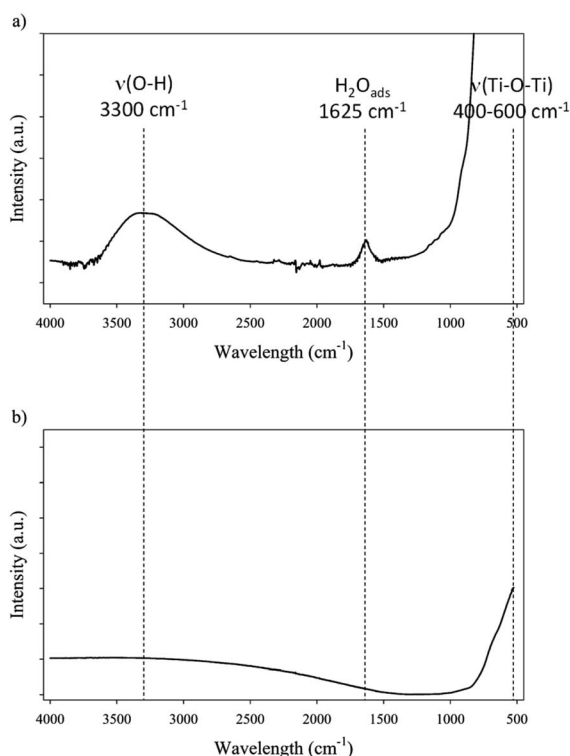 a)
ν(O-H)
3300 cm⁻¹
H₂Oₐdₛ
1625 cm⁻¹
ν(Ti-O-Ti)
400-600 cm⁻¹
Intensity (a.u.)
4000 3500 3000 2500 2000 1500 1000 500
Wavelength (cm⁻¹)
b)
Intensity (a.u.)
4000 3500 3000 2500 2000 1500 1000 500
Wavelength (cm⁻¹)